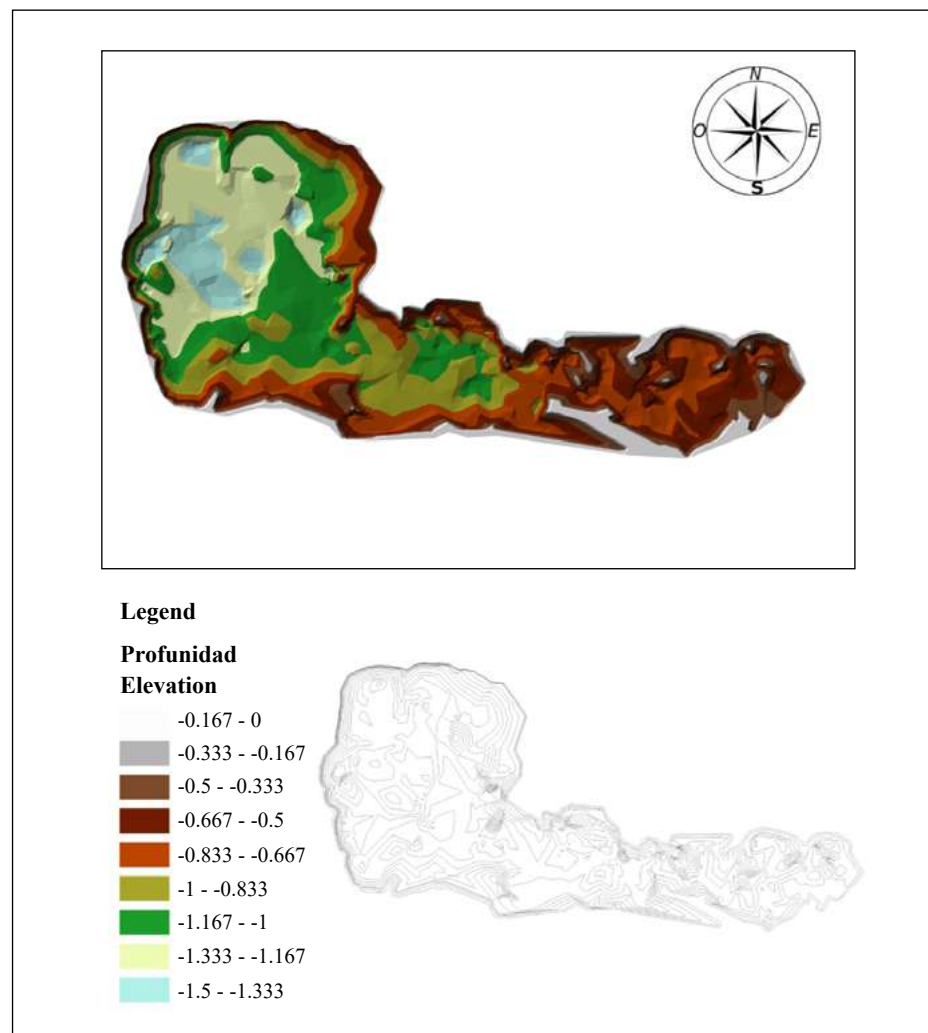 N
O
E
S
Legend
Profunidad
Elevation
-0.167 - 0
-0.333 - -0.167
-0.5 - -0.333
-0.667 - -0.5
-0.833 - -0.667
-1 - -0.833
-1.167 - -1
-1.333 - -1.167
-1.5 - -1.333